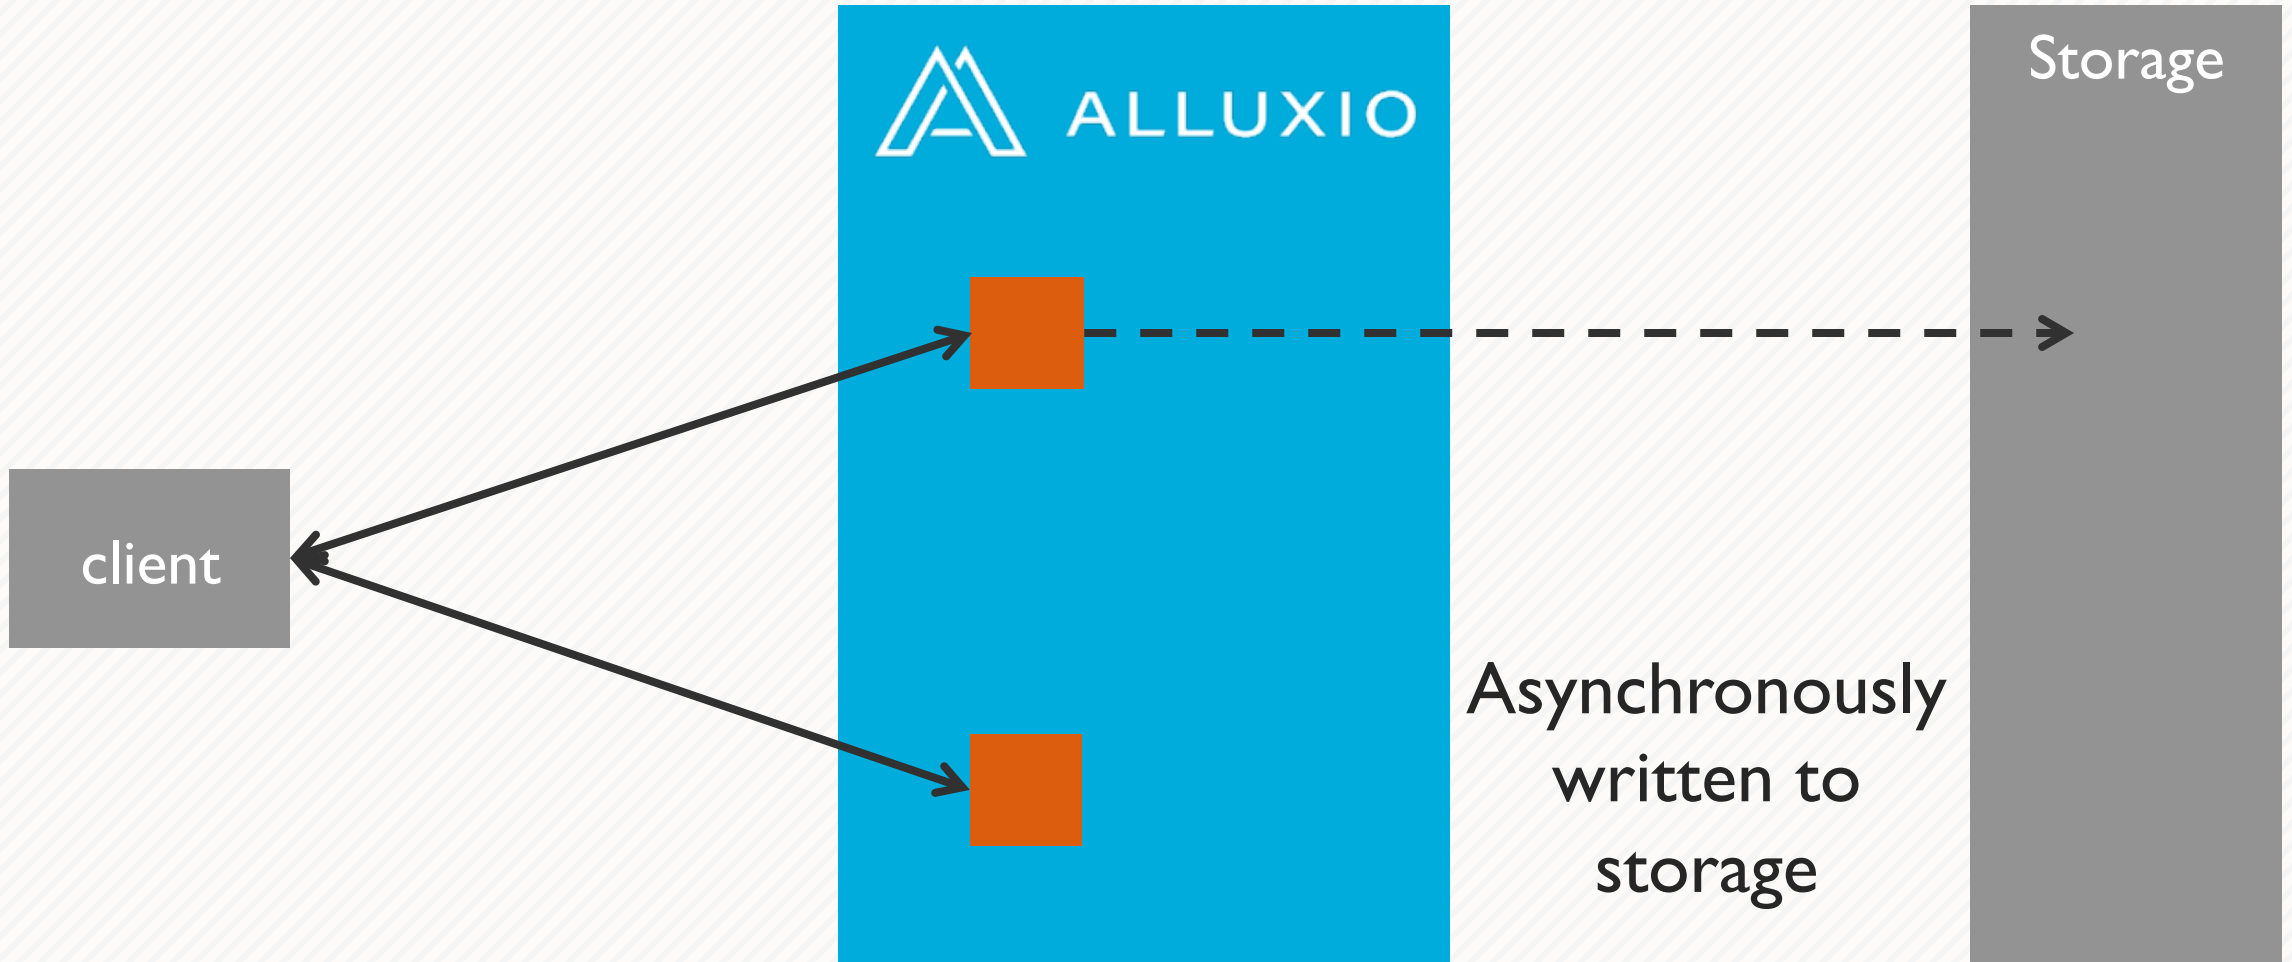 ALLUXIO
Storage
client
Asynchronously
written to
storage